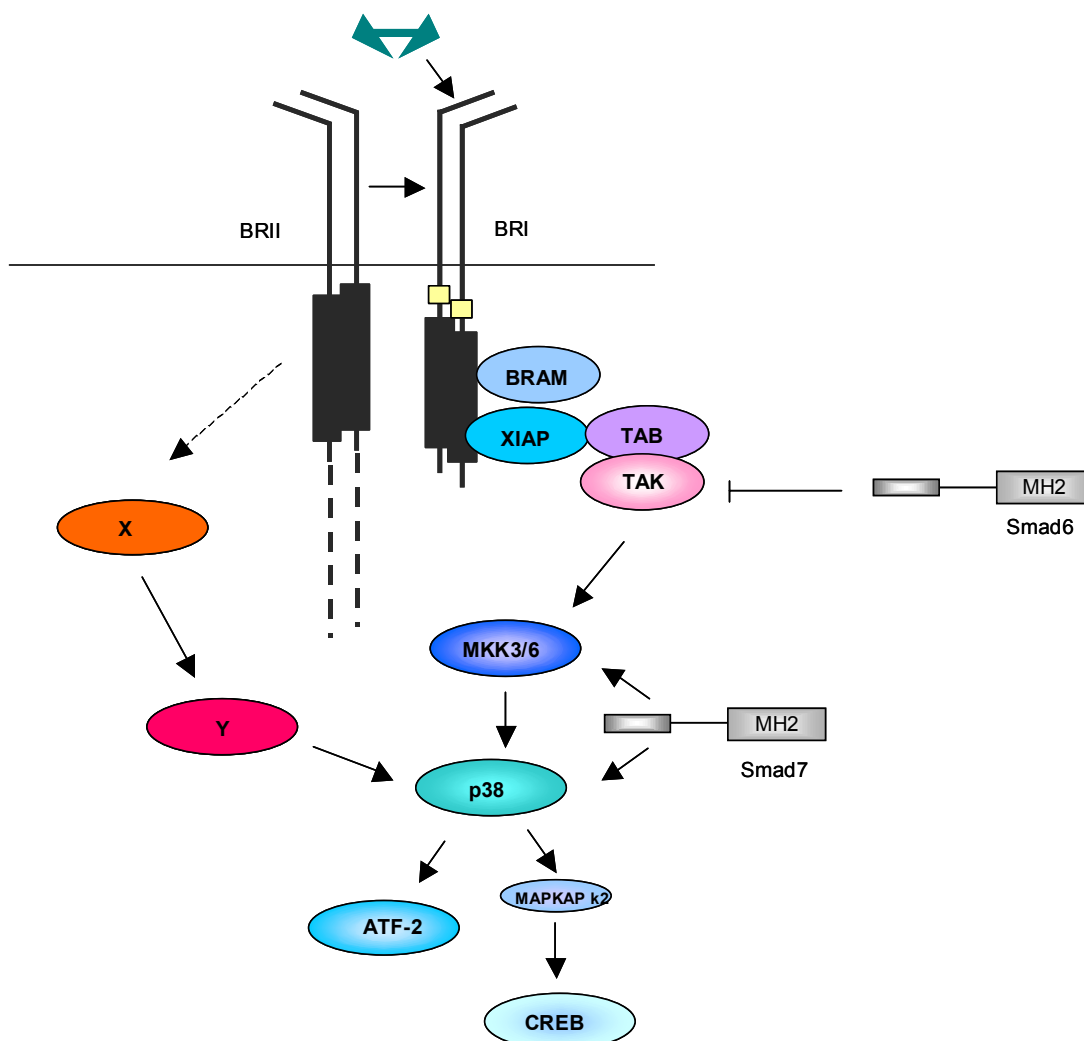 BRII
BRI
BRAM
XIAP
TAB
TAK
MH2
Smad6
X
MKK3/6
Y
MH2
Smad7
p38
MAPKAP k2
ATF-2
CREB